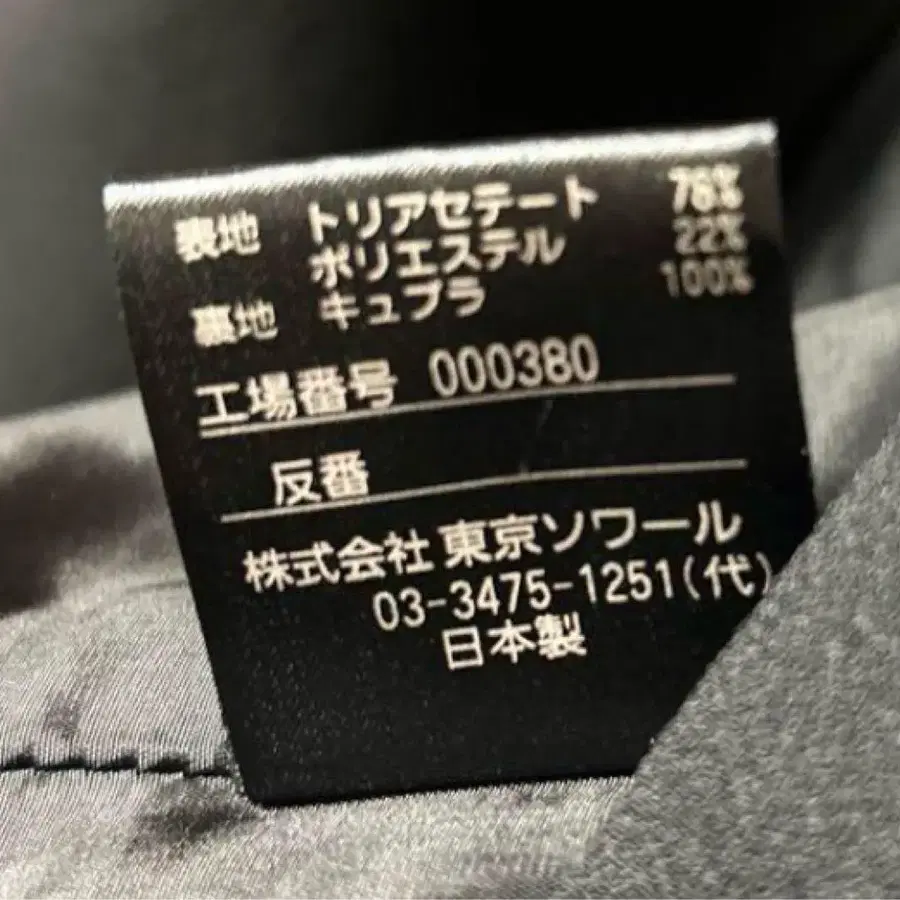 表地 トリアセテート 78%
ポリエステル 22%
裏地 キュプラ 100%
工場番号 000380
反番
株式会社 東京ソワール
03-3475-1251(代)
日本製